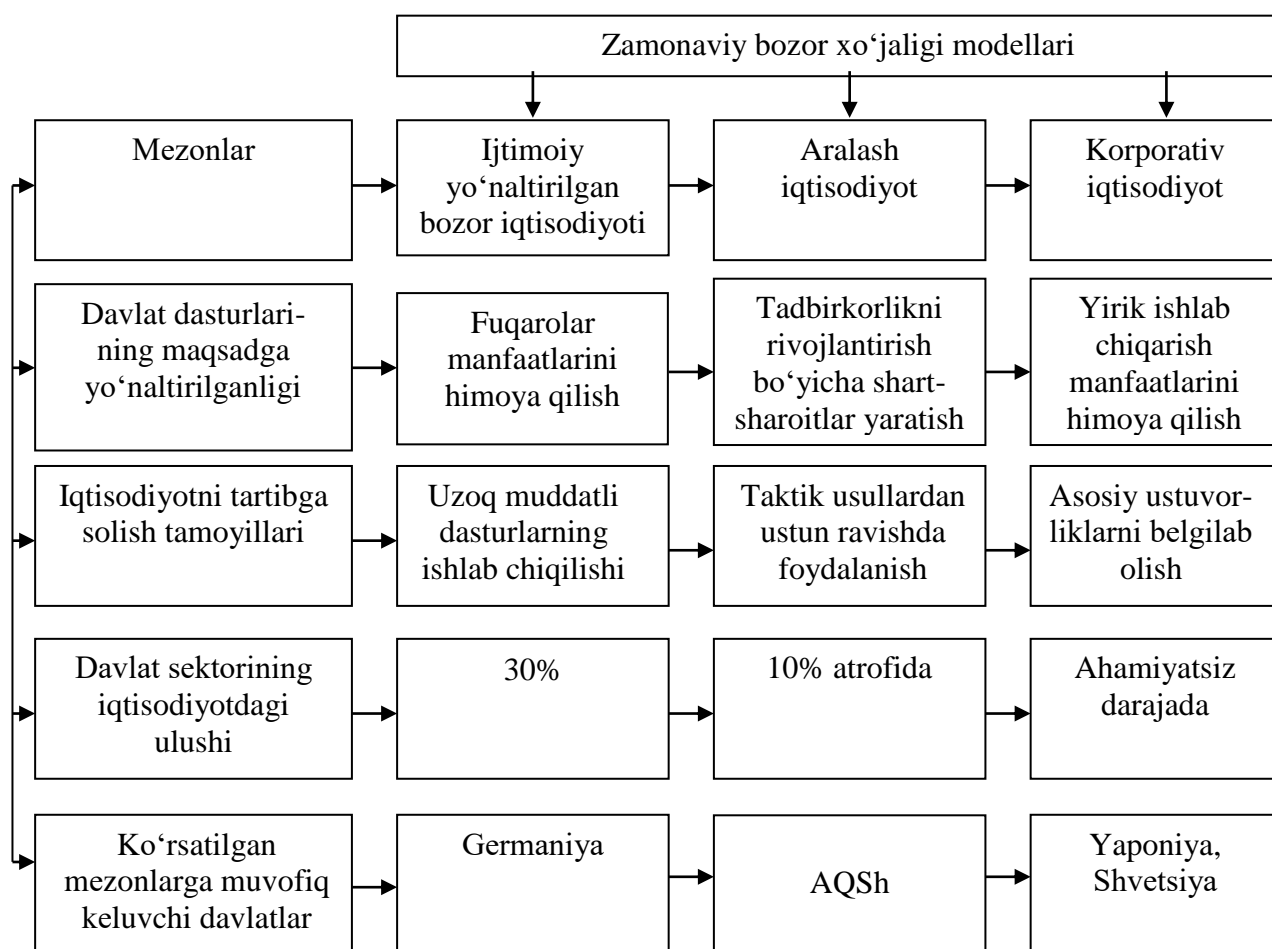 Zamonaviy bozor xo‘jaligi modellari
Mezonlar
Ijtimoiy
yo‘naltirilgan
bozor iqtisodiyoti
Aralash
iqtisodiyot
Korporativ
iqtisodiyot
Davlat dasturlari-
ning maqsadga
yo‘naltirilganligi
Fuqarolar
manfaatlarini
himoya qilish
Tadbirkorlikni
rivojlantirish
bo‘yicha shart-
sharoitlar yaratish
Yirik ishlab
chiqarish
manfaatlarini
himoya qilish
Iqtisodiyotni tartibga
solish tamoyillari
Uzoq muddatli
dasturlarning
ishlab chiqilishi
Taktik usullardan
ustun ravishda
foydalanish
Asosiy ustuvor-
liklarni belgilab
olish
Davlat sektorining
iqtisodiyotdagi
ulushi
30%
10% atrofida
Ahamiyatsiz
darajada
Ko‘rsatilgan
mezonlarga muvofiq
keluvchi davlatlar
Germaniya
AQSh
Yaponiya,
Shvetsiya